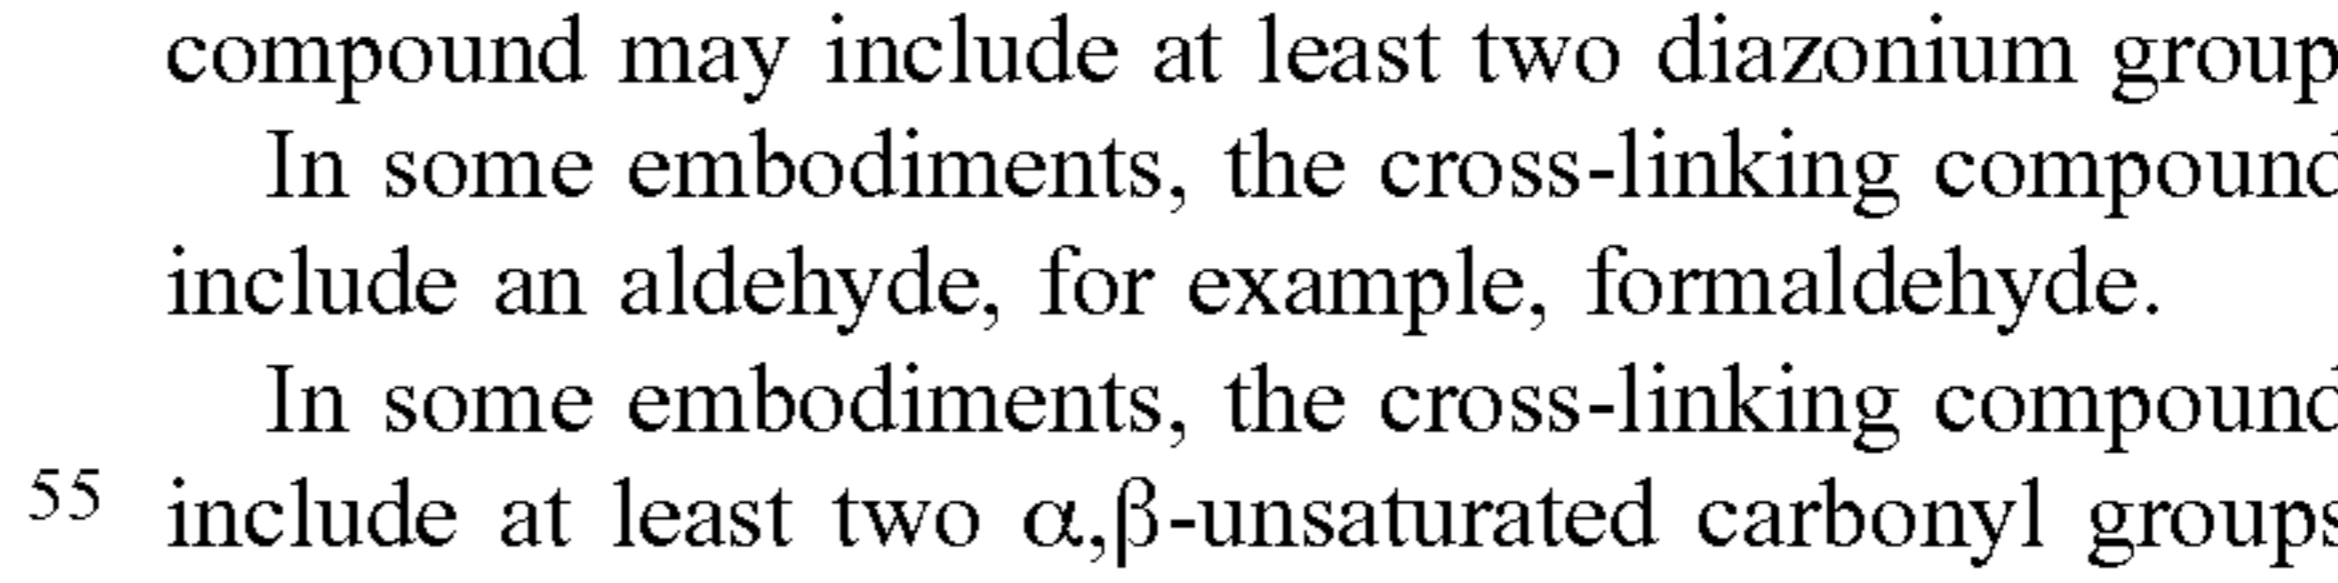 compound may include at least two diazonium group
In some embodiments, the cross-linking compound
include an aldehyde, for example, formaldehyde.
In some embodiments, the cross-linking compound
55 include at least two α,β-unsaturated carbonyl groups